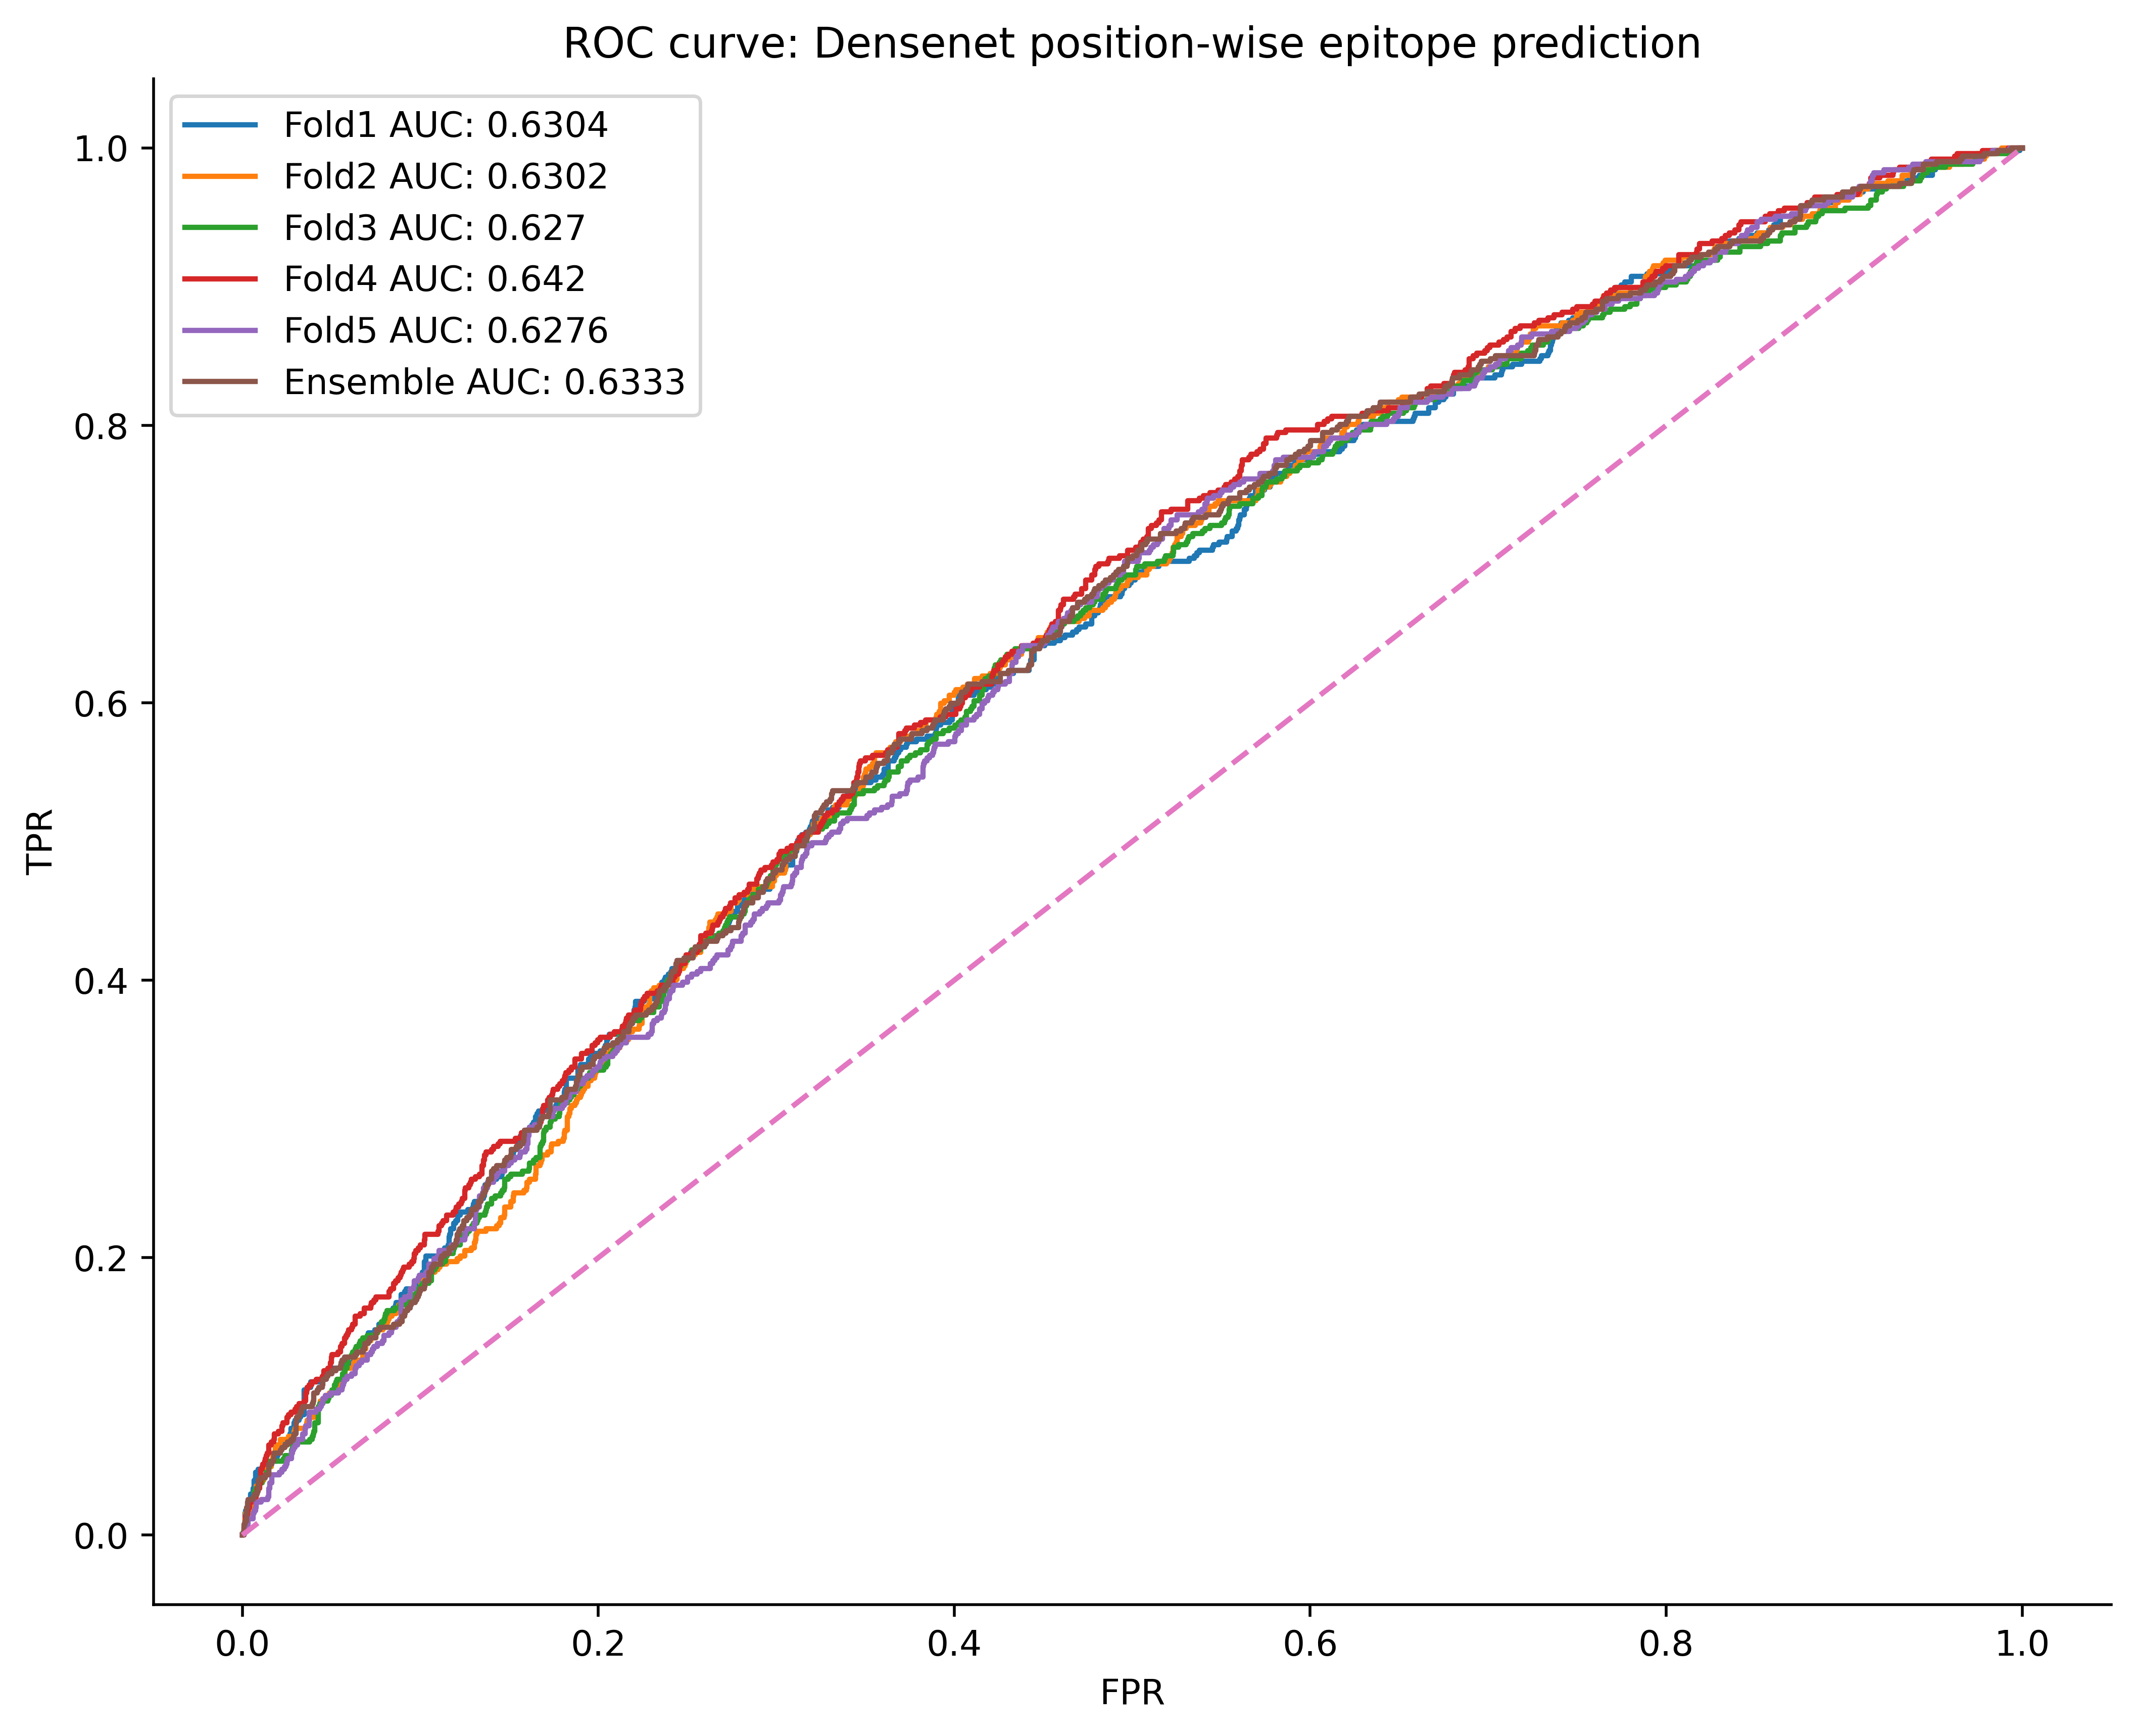 ROC curve: Densenet position-wise epitope prediction
Fold1 AUC: 0.6304
Fold2 AUC: 0.6302
Fold3 AUC: 0.627
Fold4 AUC: 0.642
Fold5 AUC: 0.6276
Ensemble AUC: 0.6333
1.0
0.8
0.6
0.4
0.2
0.0
TPR
0.0
0.2
0.4
0.6
0.8
1.0
FPR